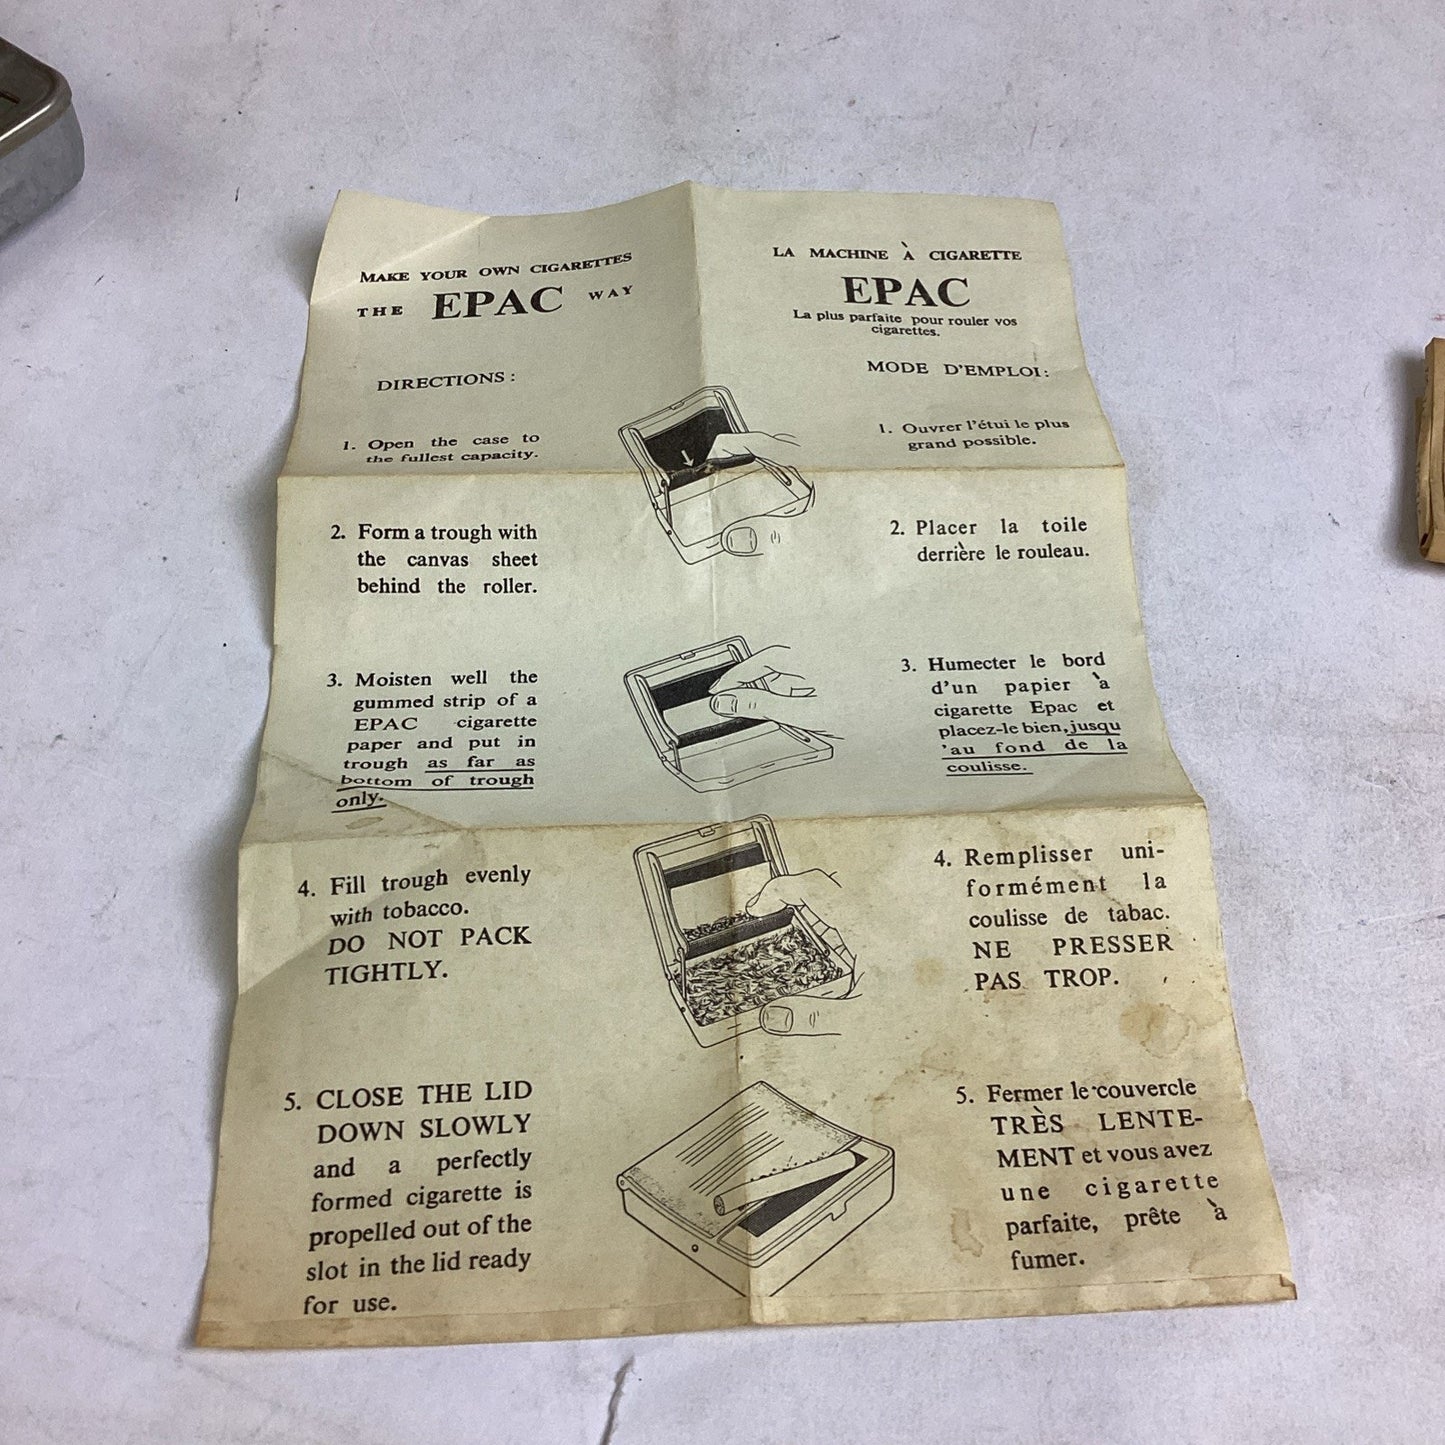 MAKE YOUR OWN CIGARETTES
THE EPAC WAY
DIRECTIONS :
1. Open the case to
the fullest capacity.
2. Form a trough with
the canvas sheet
behind the roller.
3. Moisten well the
gummed strip of a
EPAC cigarette
paper and put in
trough as far as
bottom of trough
only.
4. Fill trough evenly
with tobacco.
DO NOT PACK
TIGHTLY.
5. CLOSE THE LID
DOWN SLOWLY
and a perfectly
formed cigarette is
propelled out of the
slot in the lid ready
for use.
LA MACHINE À CIGARETTE
EPAC
La plus parfaite pour rouler vos
cigarettes.
MODE D'EMPLOI:
1. Ouvrer l'étui le plus
grand possible.
2. Placer la toile
derrière le rouleau.
3. Humecter le bord
d'un papier à
cigarette Epac et
placez-le bien, jusqu
'au fond de la
coulisse.
4. Remplisser uni-
formément la
coulisse de tabac.
NE PRESSER
PAS TROP.
5. Fermer le couvercle
TRÈS LENTE-
MENT et vous avez
une cigarette
parfaite, prête à
fumer.